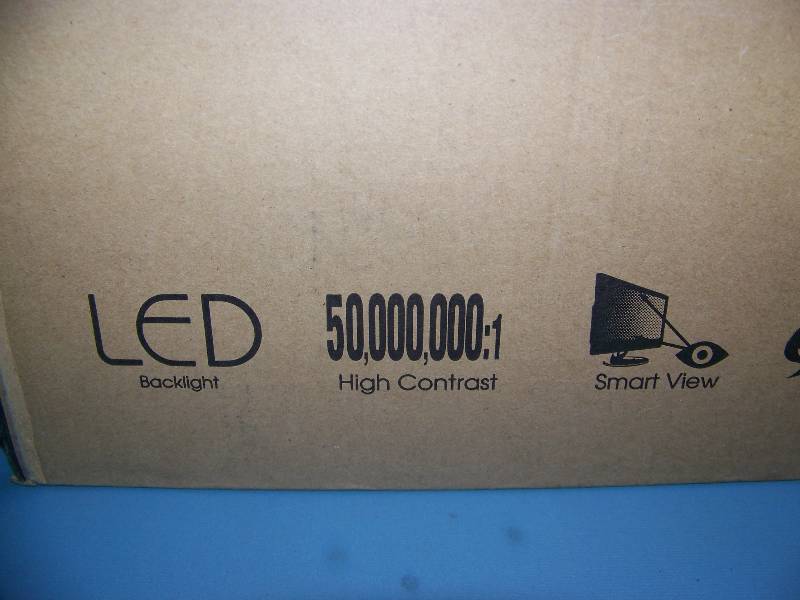 LED
Backlight
50,000,000:1
High Contrast
Smart View